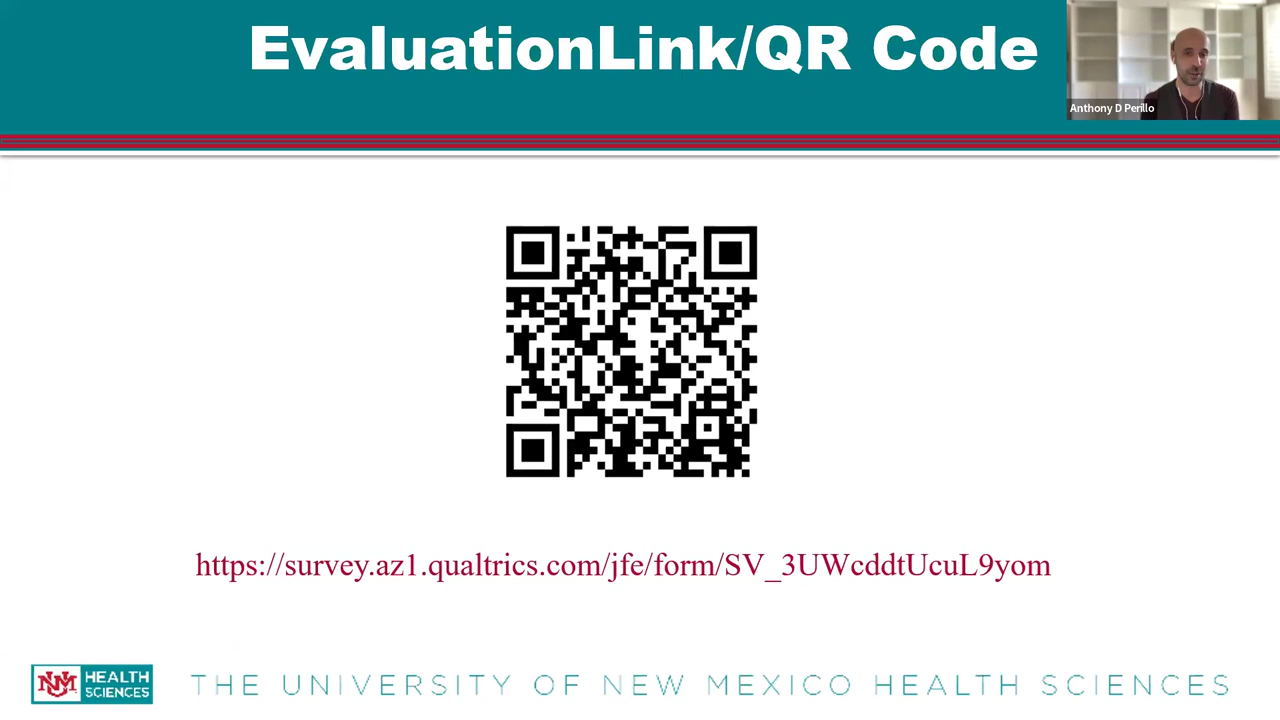 EvaluationLink/QR Code
Anthony D Perillo
https://survey.az1.qualtrics.com/jfe/form/SV_3UWcddtUcuL9yom
UNM HEALTH
SCIENCES
THE UNIVERSITY OF NEW MEXICO HEALTH SCIENCES